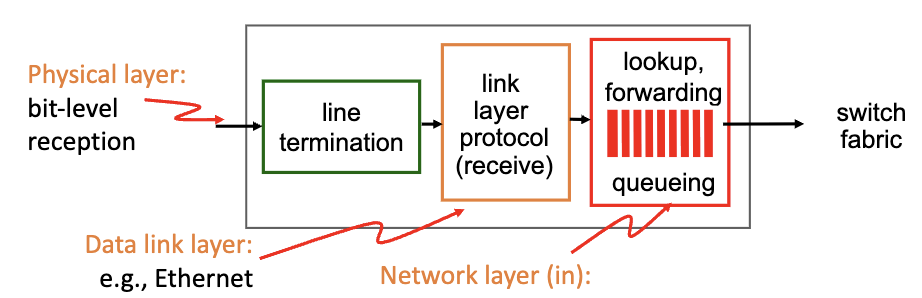 Physical layer:
bit-level
reception
line
termination
link
layer
protocol
(receive)
lookup,
forwarding
queueing
switch
fabric
Data link layer:
e.g., Ethernet
Network layer (in):